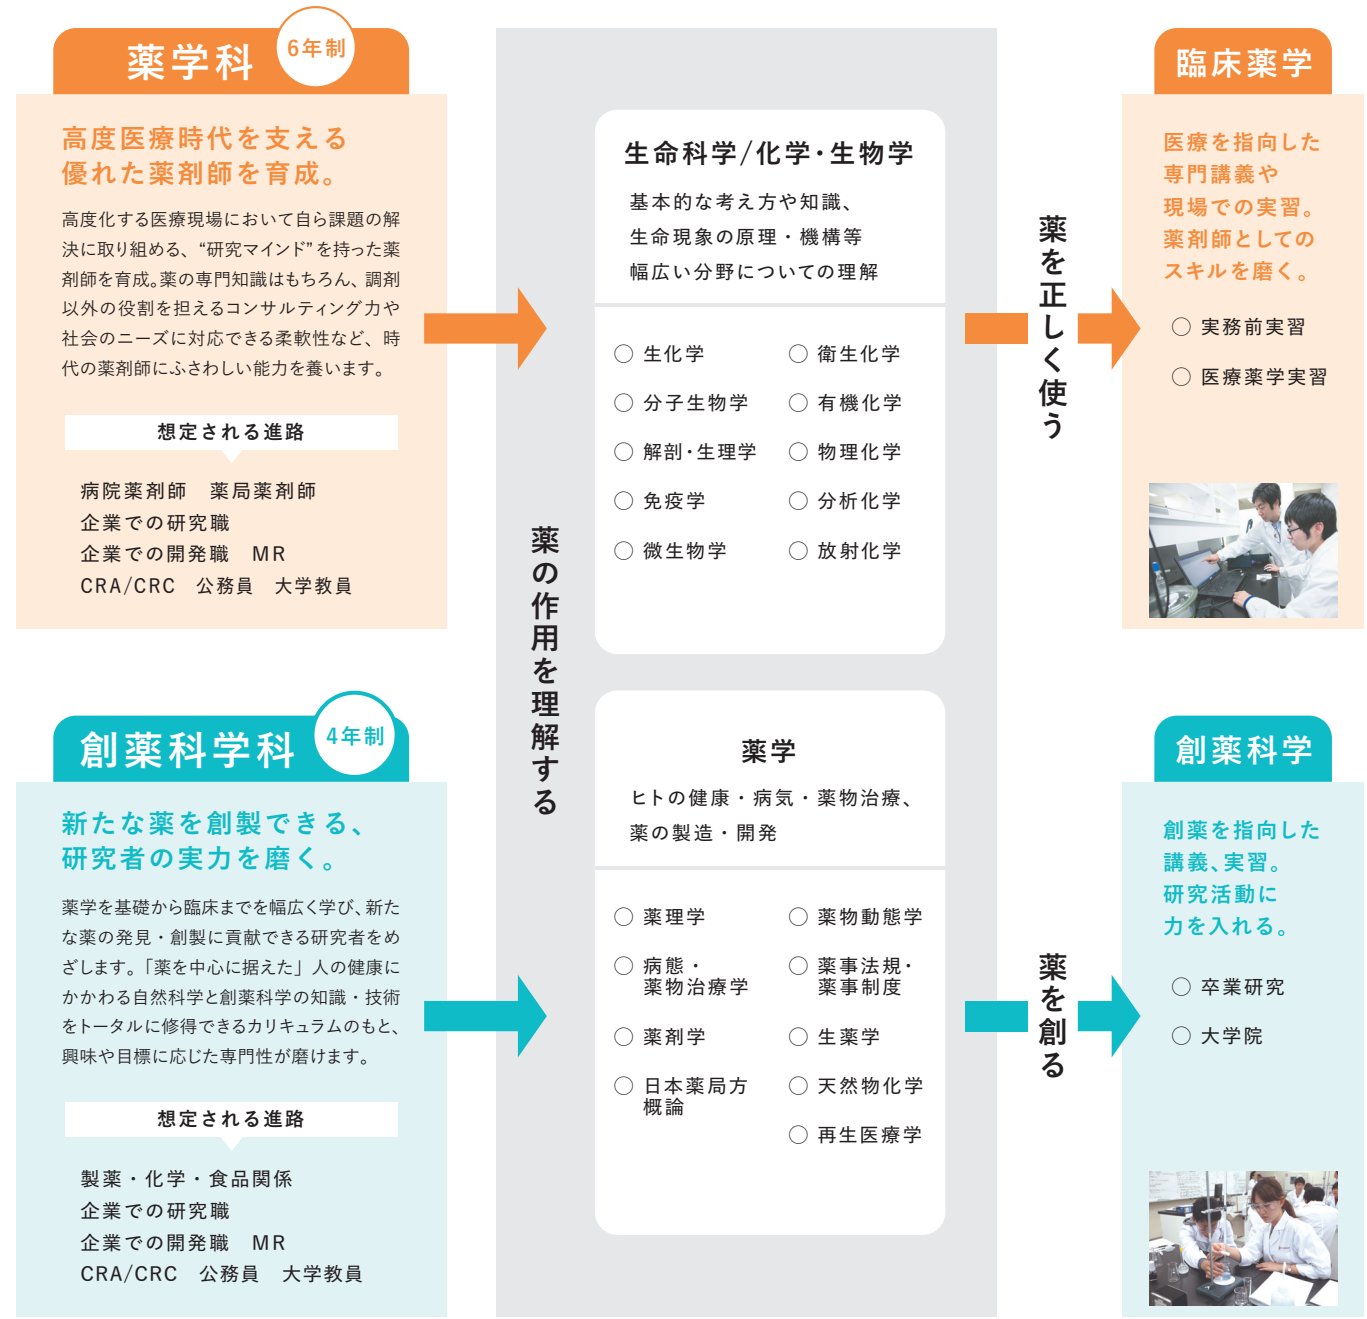 薬学科
6年制
高度医療時代を支える
優れた薬剤師を育成。
高度化する医療現場において自ら課題の解
決に取り組める、“研究マインド”を持った薬
剤師を育成。薬の専門知識はもちろん、調剤
以外の役割を担えるコンサルティング力や
社会のニーズに対応できる柔軟性など、時
代の薬剤師にふさわしい能力を養います。
想定される進路
病院薬剤師　薬局薬剤師
企業での研究職
企業での開発職　MR
CRA/CRC　公務員　大学教員
創薬科学科
4年制
新たな薬を創製できる、
研究者の実力を磨く。
薬学を基礎から臨床までを幅広く学び、新た
な薬の発見・創製に貢献できる研究者をめ
ざします。「薬を中心に据えた」人の健康に
かかわる自然科学と創薬科学の知識・技術
をトータルに修得できるカリキュラムのもと、
興味や目標に応じた専門性が磨けます。
想定される進路
製薬・化学・食品関係
企業での研究職
企業での開発職　MR
CRA/CRC　公務員　大学教員
薬の作用を理解する
生命科学/化学・生物学
基本的な考え方や知識、
生命現象の原理・機構等
幅広い分野についての理解
○ 生化学
○ 分子生物学
○ 解剖・生理学
○ 免疫学
○ 微生物学
○ 衛生化学
○ 有機化学
○ 物理化学
○ 分析化学
○ 放射化学
薬学
ヒトの健康・病気・薬物治療、
薬の製造・開発
○ 薬理学
○ 病態・
薬物治療学
○ 薬剤学
○ 日本薬局方
概論
○ 薬物動態学
○ 薬事法規・
薬事制度
○ 生薬学
○ 天然物化学
○ 再生医療学
薬を正しく使う
薬を創る
臨床薬学
医療を指向した
専門講義や
現場での実習。
薬剤師としての
スキルを磨く。
○ 実務前実習
○ 医療薬学実習
創薬科学
創薬を指向した
講義、実習。
研究活動に
力を入れる。
○ 卒業研究
○ 大学院